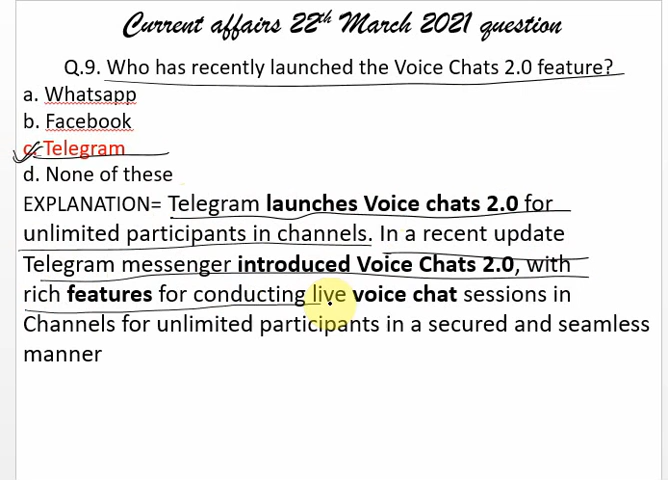 Current affairs 22th March 2021 question
Q.9. Who has recently launched the Voice Chats 2.0 feature?
a. Whatsapp
b. Facebook
c. Telegram
d. None of these
EXPLANATION= Telegram launches Voice chats 2.0 for
unlimited participants in channels. In a recent update
Telegram messenger introduced Voice Chats 2.0, with
rich features for conducting live voice chat sessions in
Channels for unlimited participants in a secured and seamless
manner